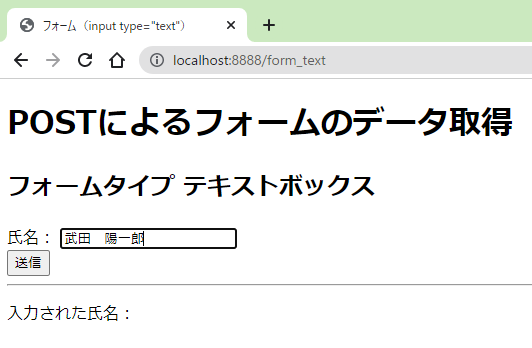 フォーム（input type="text"）
localhost:8888/form_text
POSTによるフォームのデータ取得
フォームタイプ テキストボックス
氏名： 武田　陽一郎
送信
入力された氏名：